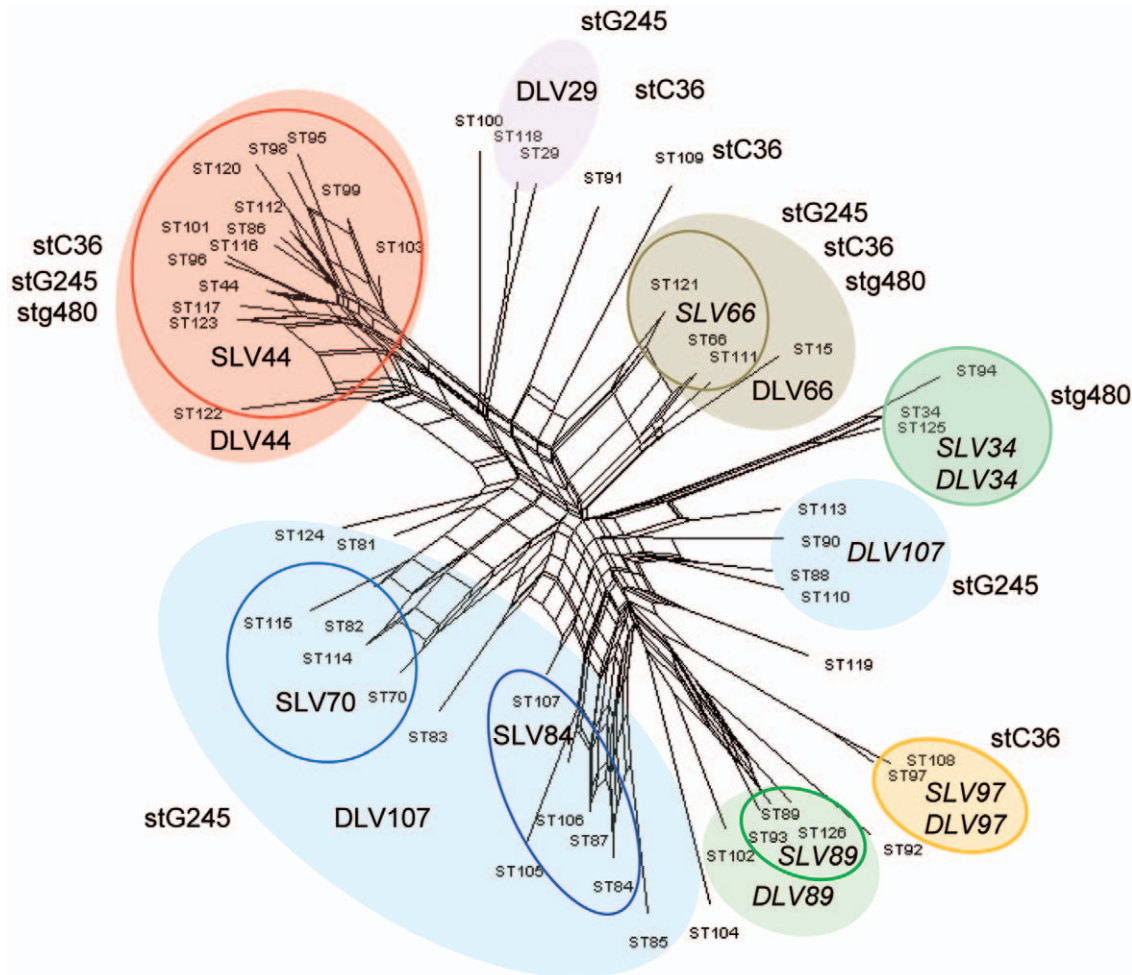 stG245
DLV29
stC36
ST100
ST118
ST29
ST95
ST98
ST120
ST91
ST109
stC36
ST99
ST112
ST101
ST86
ST116
ST103
ST96
stC36
stG245
stg480
ST44
ST117
ST123
SLV44
ST122
DLV44
stG245
stC36
stg480
ST121
SLV66
ST66
ST111
ST15
DLV66
ST94
stg480
ST34
ST125
SLV34
DLV34
ST113
ST90
DLV107
ST88
ST110
stG245
ST124
ST81
ST115
ST82
ST114
SLV70
ST70
ST83
ST107
SLV84
ST119
stC36
ST108
ST97
SLV97
DLV97
stG245
DLV107
ST106
ST87
ST105
ST84
ST89
ST93
ST126
ST102
SLV89
ST92
DLV89
ST85
ST104